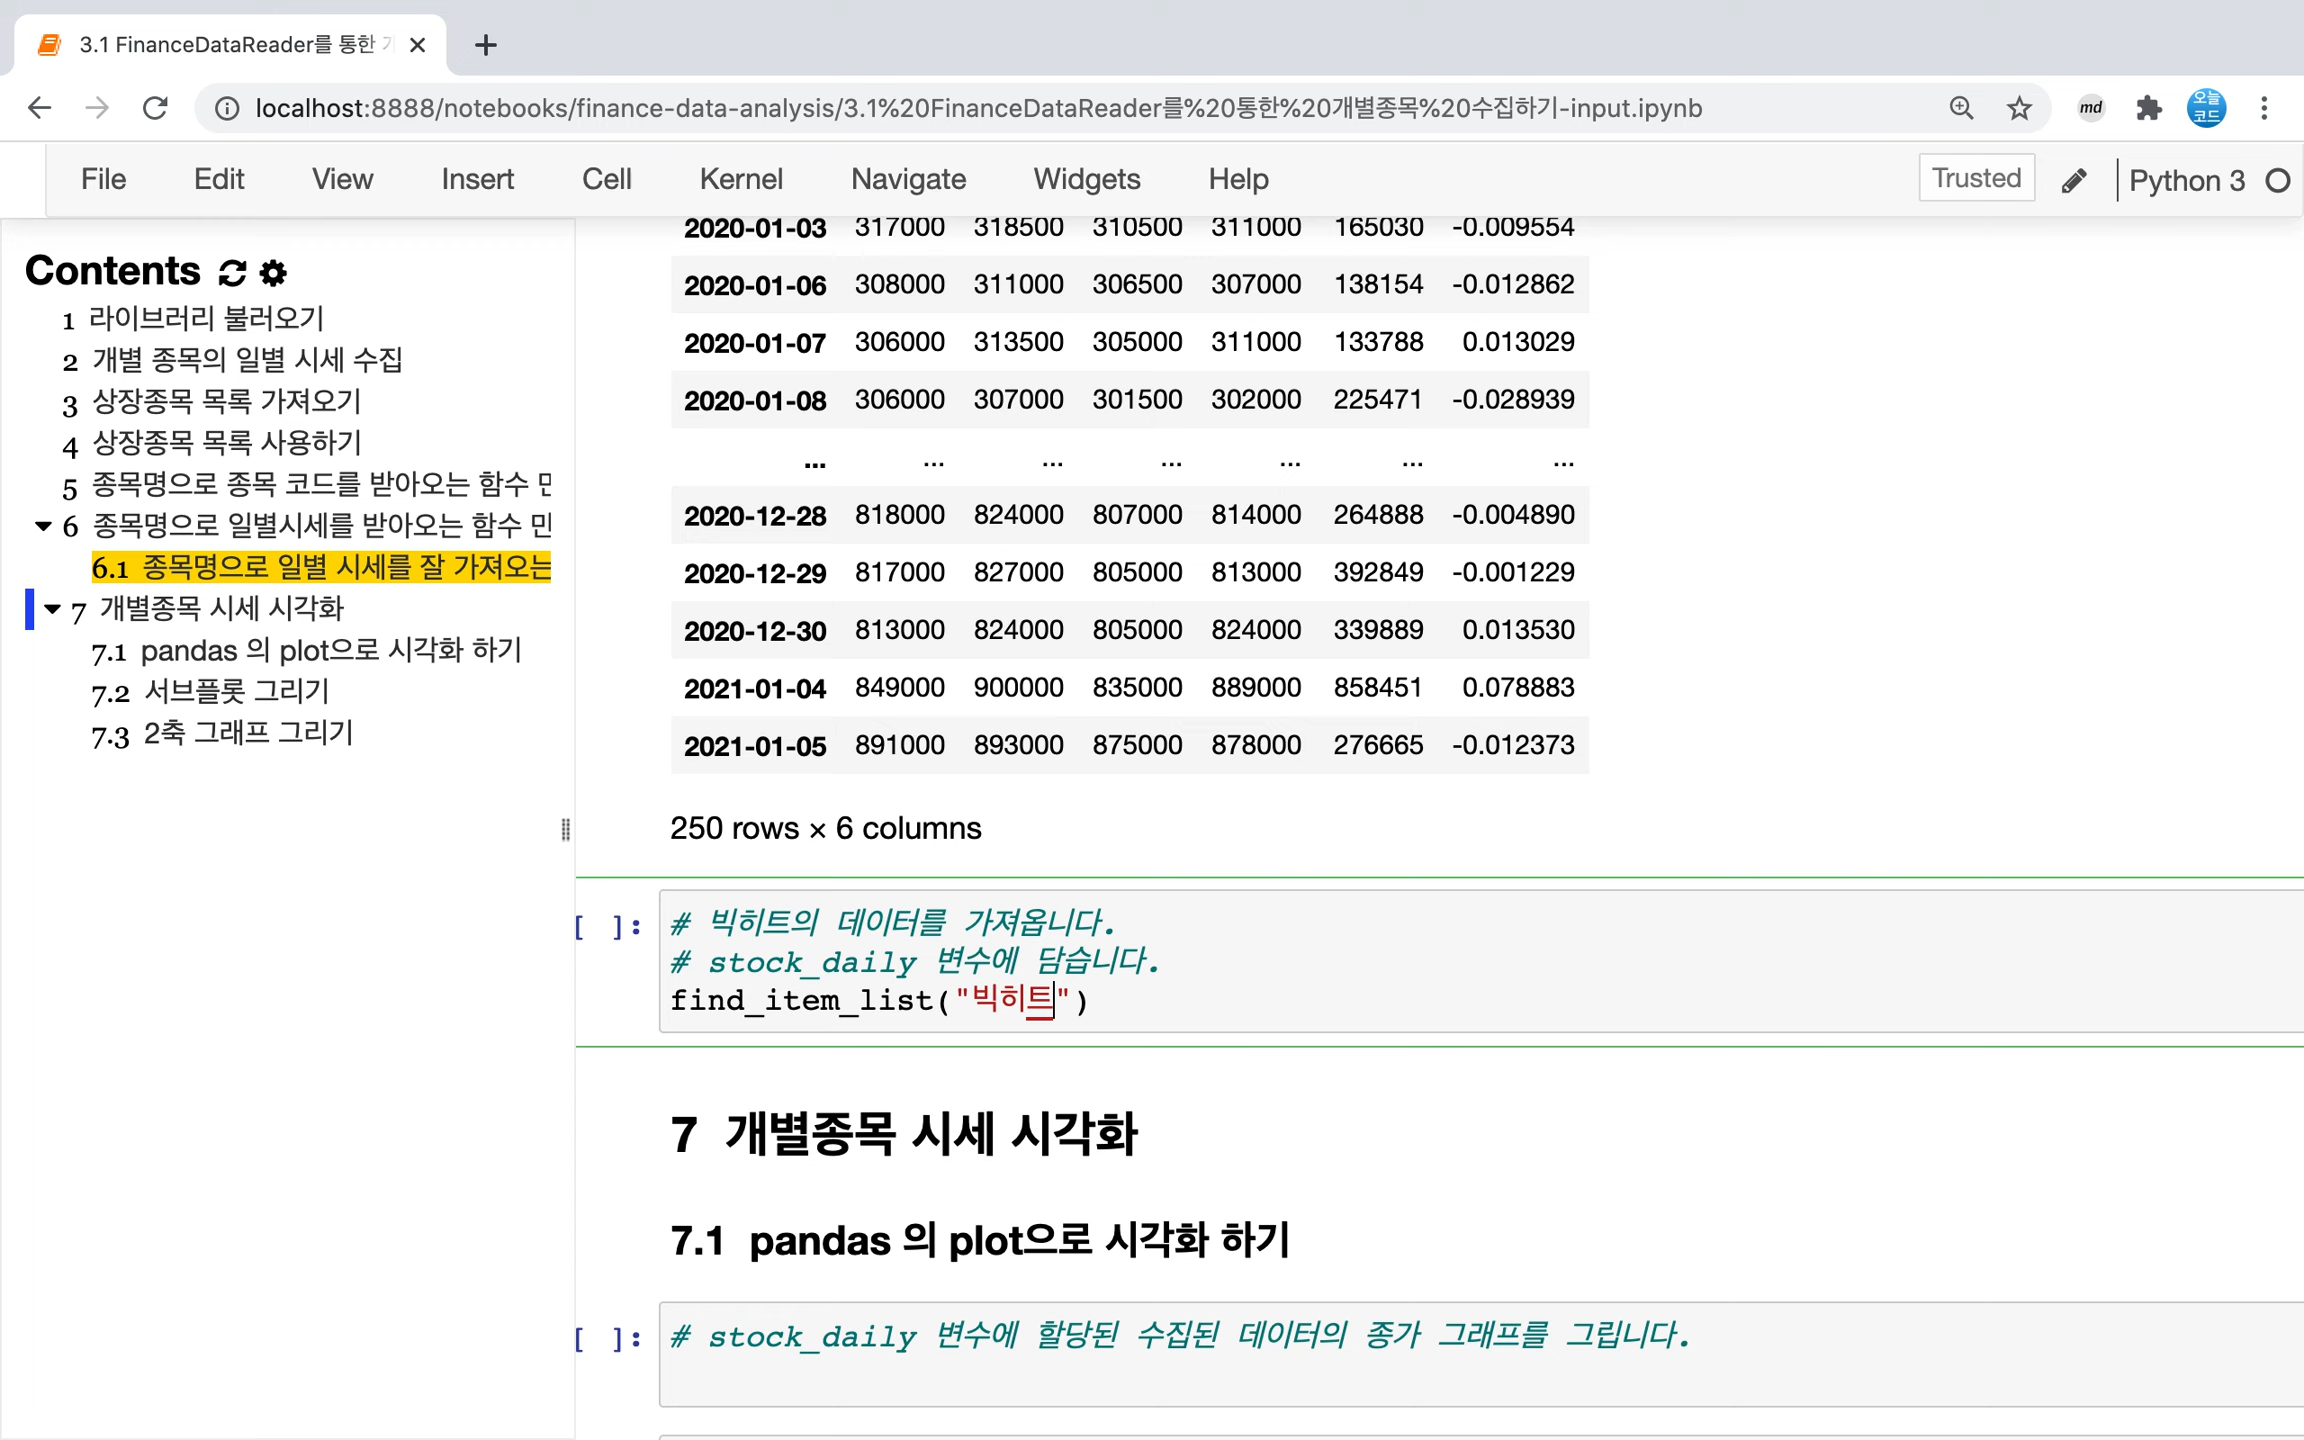 3.1 FinanceDataReader를 통한
localhost:8888/notebooks/finance-data-analysis/3.1%20FinanceDataReader를%20통한%20개별종목%20수집하기-input.ipynb
md
오늘
코드
File Edit View Insert Cell Kernel Navigate Widgets Help
Trusted
Python 3
Contents
1 라이브러리 불러오기
2 개별 종목의 일별 시세 수집
3 상장종목 목록 가져오기
4 상장종목 목록 사용하기
5 종목명으로 종목 코드를 받아오는 함수
6 종목명으로 일별시세를 받아오는 함수
6.1 종목명으로 일별 시세를 잘 가져오는
7 개별종목 시세 시각화
7.1 pandas 의 plot으로 시각화 하기
7.2 서브플롯 그리기
7.3 2축 그래프 그리기
2020-01-03 317000 318500 310500 311000 165030 -0.009554
2020-01-06 308000 311000 306500 307000 138154 -0.012862
2020-01-07 306000 313500 305000 311000 133788 0.013029
2020-01-08 306000 307000 301500 302000 225471 -0.028939
... ... ... ... ... ... ...
2020-12-28 818000 824000 807000 814000 264888 -0.004890
2020-12-29 817000 827000 805000 813000 392849 -0.001229
2020-12-30 813000 824000 805000 824000 339889 0.013530
2021-01-04 849000 900000 835000 889000 858451 0.078883
2021-01-05 891000 893000 875000 878000 276665 -0.012373
250 rows × 6 columns
[ ]:
# 빅히트의 데이터를 가져옵니다.
# stock_daily 변수에 담습니다.
find_item_list("빅히트")
7 개별종목 시세 시각화
7.1 pandas 의 plot으로 시각화 하기
[ ]:
# stock_daily 변수에 할당된 수집된 데이터의 종가 그래프를 그립니다.